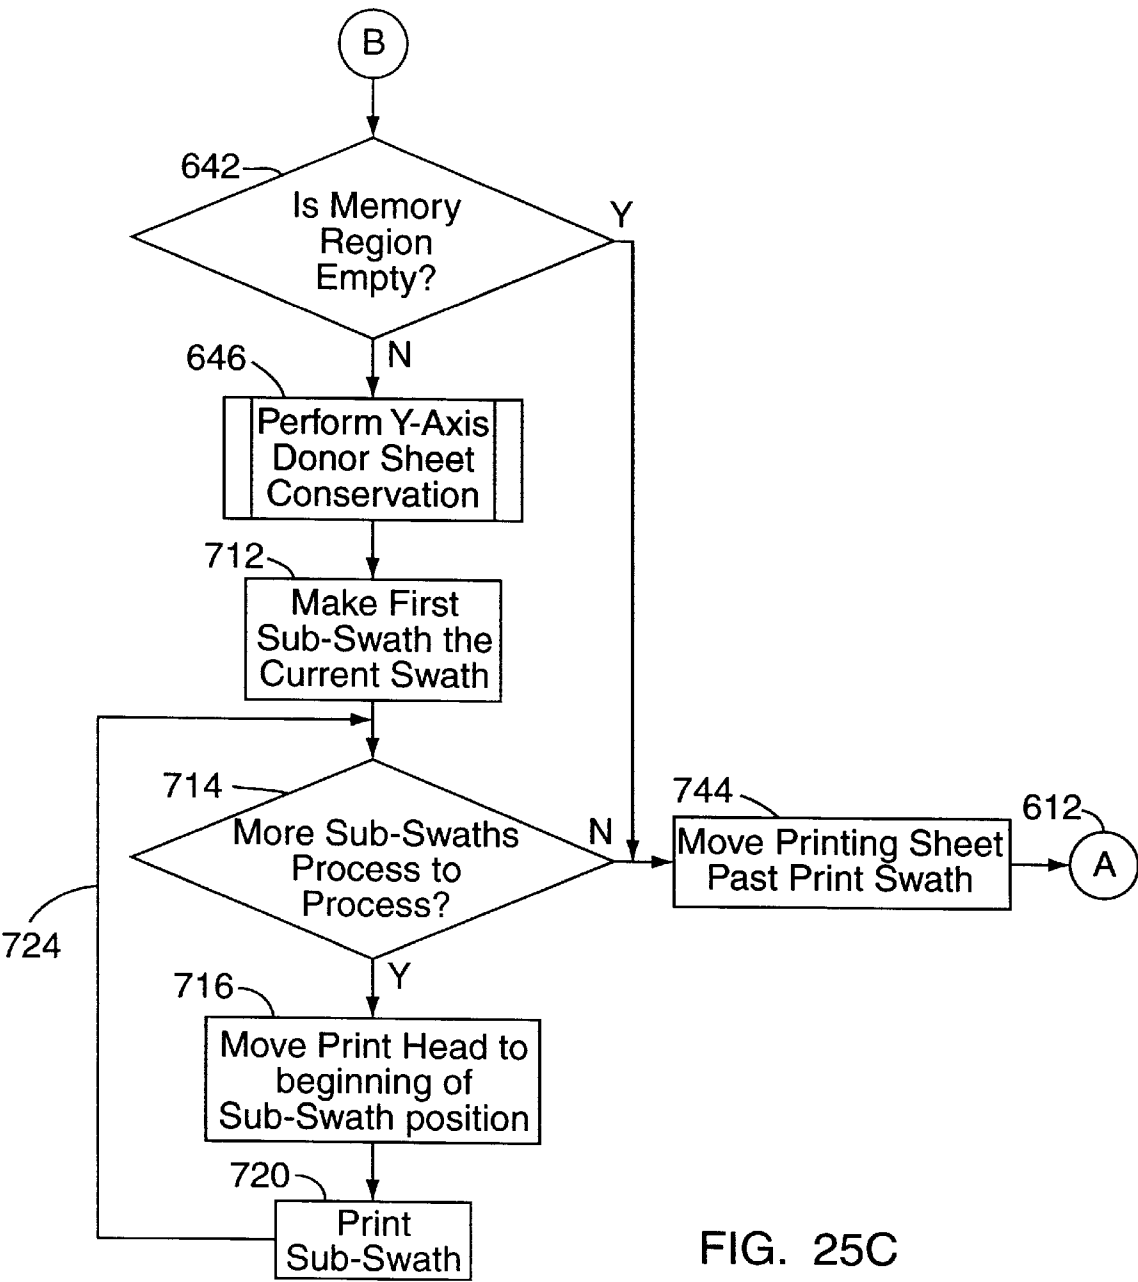 B
642
Is Memory
Region
Empty?
Y
N
646
Perform Y-Axis
Donor Sheet
Conservation
712
Make First
Sub-Swath the
Current Swath
714
More Sub-Swaths
Process to
Process?
N
744
Move Printing Sheet
Past Print Swath
612
A
724
Y
716
Move Print Head to
beginning of
Sub-Swath position
720
Print
Sub-Swath
FIG. 25C